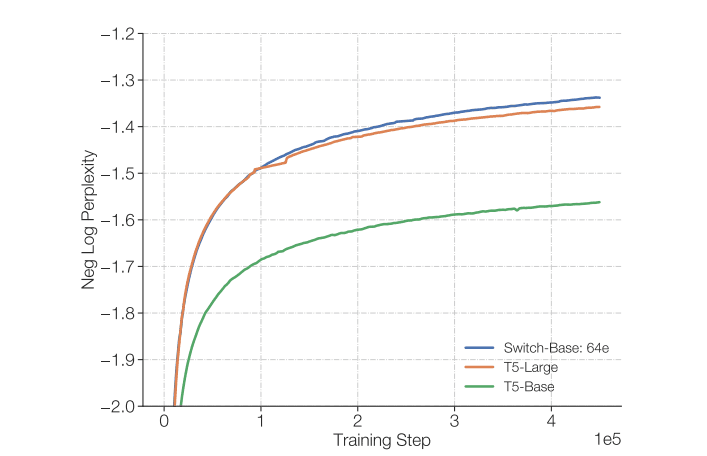 −1.2
−1.3
−1.4
−1.5
−1.6
−1.7
−1.8
−1.9
−2.0
Neg Log Perplexity
Switch-Base: 64e
T5-Large
T5-Base
0 1 2 3 4
Training Step
1e5